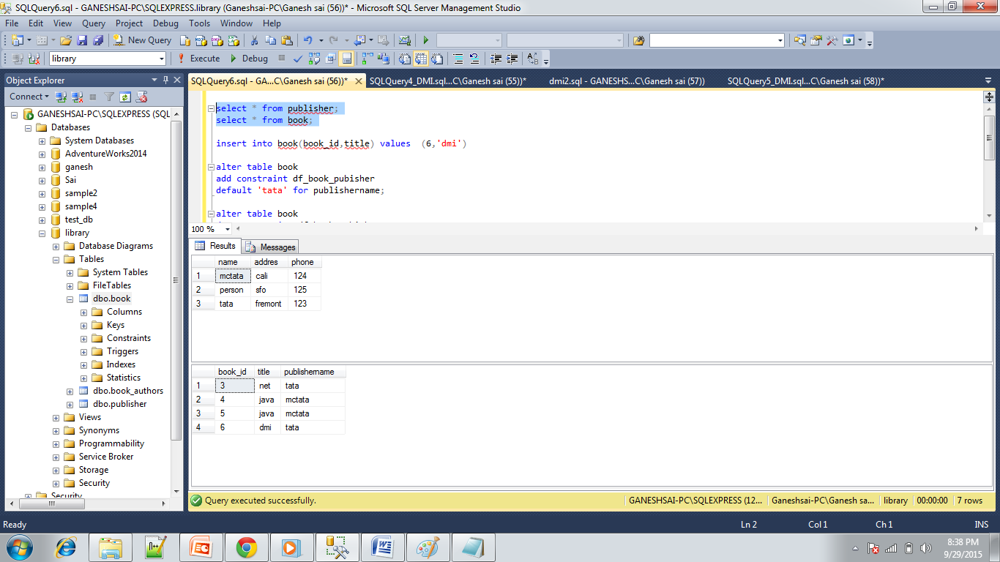 SQLQuery6.sql - GANESHSAI-PC\SQLEXPRESS.library (Ganeshsai-PC\Ganesh sai (56))* - Microsoft SQL Server Management Studio
File Edit View Query Project Debug Tools Window Help
New Query
library Execute Debug
Object Explorer
Connect
GANESHSAI-PC\SQLEXPRESS (SQL
Databases
System Databases
AdventureWorks2014
ganesh
Sai
sample2
sample4
test_db
library
Database Diagrams
Tables
System Tables
FileTables
dbo.book
Columns
Keys
Constraints
Triggers
Indexes
Statistics
dbo.book_authors
dbo.publisher
Views
Synonyms
Programmability
Service Broker
Storage
Security
Security
SQLQuery6.sql - GA...C\Ganesh sai (56))* SQLQuery4_DMI.sql...C\Ganesh sai (55))* dmi2.sql - GANESHS...C\Ganesh sai (57)) SQLQuery5_DMI.sql...C\Ganesh sai (58))*
select * from publisher;
select * from book;
insert into book(book_id,title) values (6,'dmi')
alter table book
add constraint df_book_pubisher
default 'tata' for publishername;
alter table book
100 %
Results Messages
name addres phone
1 mctata cali 124
2 person sfo 125
3 tata fremont 123
book_id title publishername
1 3 net tata
2 4 java mctata
3 5 java mctata
4 6 dmi tata
Query executed successfully. GANESHSAI-PC\SQLEXPRESS (12... Ganeshsai-PC\Ganesh sa... library 00:00:00 7 rows
Ready Ln 2 Col 1 Ch 1 INS
8:38 PM
9/29/2015